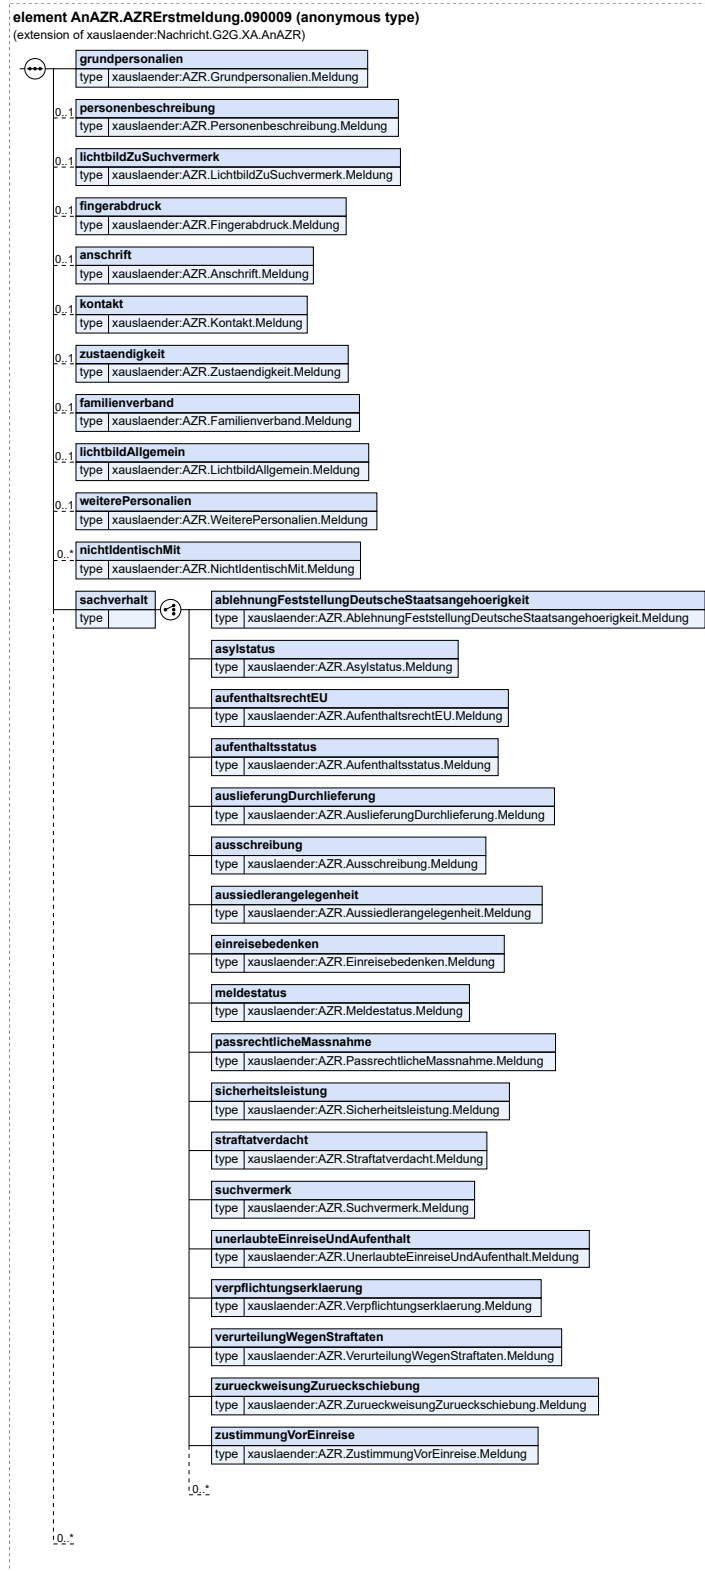 element AnAZR.AZRErstmeldung.090009 (anonymous type)
(extension of xauslaender:Nachricht.G2G.XA.AnAZR)
grundpersonalien
type xauslaender:AZR.Grundpersonalien.Meldung
0..1 personenbeschreibung
type xauslaender:AZR.Personenbeschreibung.Meldung
0..1 lichtbildZuSuchvermerk
type xauslaender:AZR.LichtbildZuSuchvermerk.Meldung
0..1 fingerabdruck
type xauslaender:AZR.Fingerabdruck.Meldung
0..1 anschrift
type xauslaender:AZR.Anschrift.Meldung
0..1 kontakt
type xauslaender:AZR.Kontakt.Meldung
0..1 zustaendigkeit
type xauslaender:AZR.Zustaendigkeit.Meldung
0..1 familienverband
type xauslaender:AZR.Familienverband.Meldung
0..1 lichtbildAllgemein
type xauslaender:AZR.LichtbildAllgemein.Meldung
0..1 weiterePersonalien
type xauslaender:AZR.WeiterePersonalien.Meldung
0..* nichtIdentischMit
type xauslaender:AZR.NichtIdentischMit.Meldung
sachverhalt
type
ablehnungFeststellungDeutscheStaatsangehoerigkeit
type xauslaender:AZR.AblehnungFeststellungDeutscheStaatsangehoerigkeit.Meldung
asylstatus
type xauslaender:AZR.Asylstatus.Meldung
aufenthaltsrechtEU
type xauslaender:AZR.AufenthaltsrechtEU.Meldung
aufenthaltsstatus
type xauslaender:AZR.Aufenthaltsstatus.Meldung
auslieferungDurchlieferung
type xauslaender:AZR.AuslieferungDurchlieferung.Meldung
ausschreibung
type xauslaender:AZR.Ausschreibung.Meldung
aussiedlerangelegenheit
type xauslaender:AZR.Aussiedlerangelegenheit.Meldung
einreisebedenken
type xauslaender:AZR.Einreisebedenken.Meldung
meldestatus
type xauslaender:AZR.Meldestatus.Meldung
passrechtlicheMassnahme
type xauslaender:AZR.PassrechtlicheMassnahme.Meldung
sicherheitsleistung
type xauslaender:AZR.Sicherheitsleistung.Meldung
straftatverdacht
type xauslaender:AZR.Straftatverdacht.Meldung
suchvermerk
type xauslaender:AZR.Suchvermerk.Meldung
unerlaubteEinreiseUndAufenthalt
type xauslaender:AZR.UnerlaubteEinreiseUndAufenthalt.Meldung
verpflichtungserklaerung
type xauslaender:AZR.Verpflichtungserklaerung.Meldung
verurteilungWegenStraftaten
type xauslaender:AZR.VerurteilungWegenStraftaten.Meldung
zurueckweisungZurueckschiebung
type xauslaender:AZR.ZurueckweisungZurueckschiebung.Meldung
zustimmungVorEinreise
type xauslaender:AZR.ZustimmungVorEinreise.Meldung
0..*
0..*